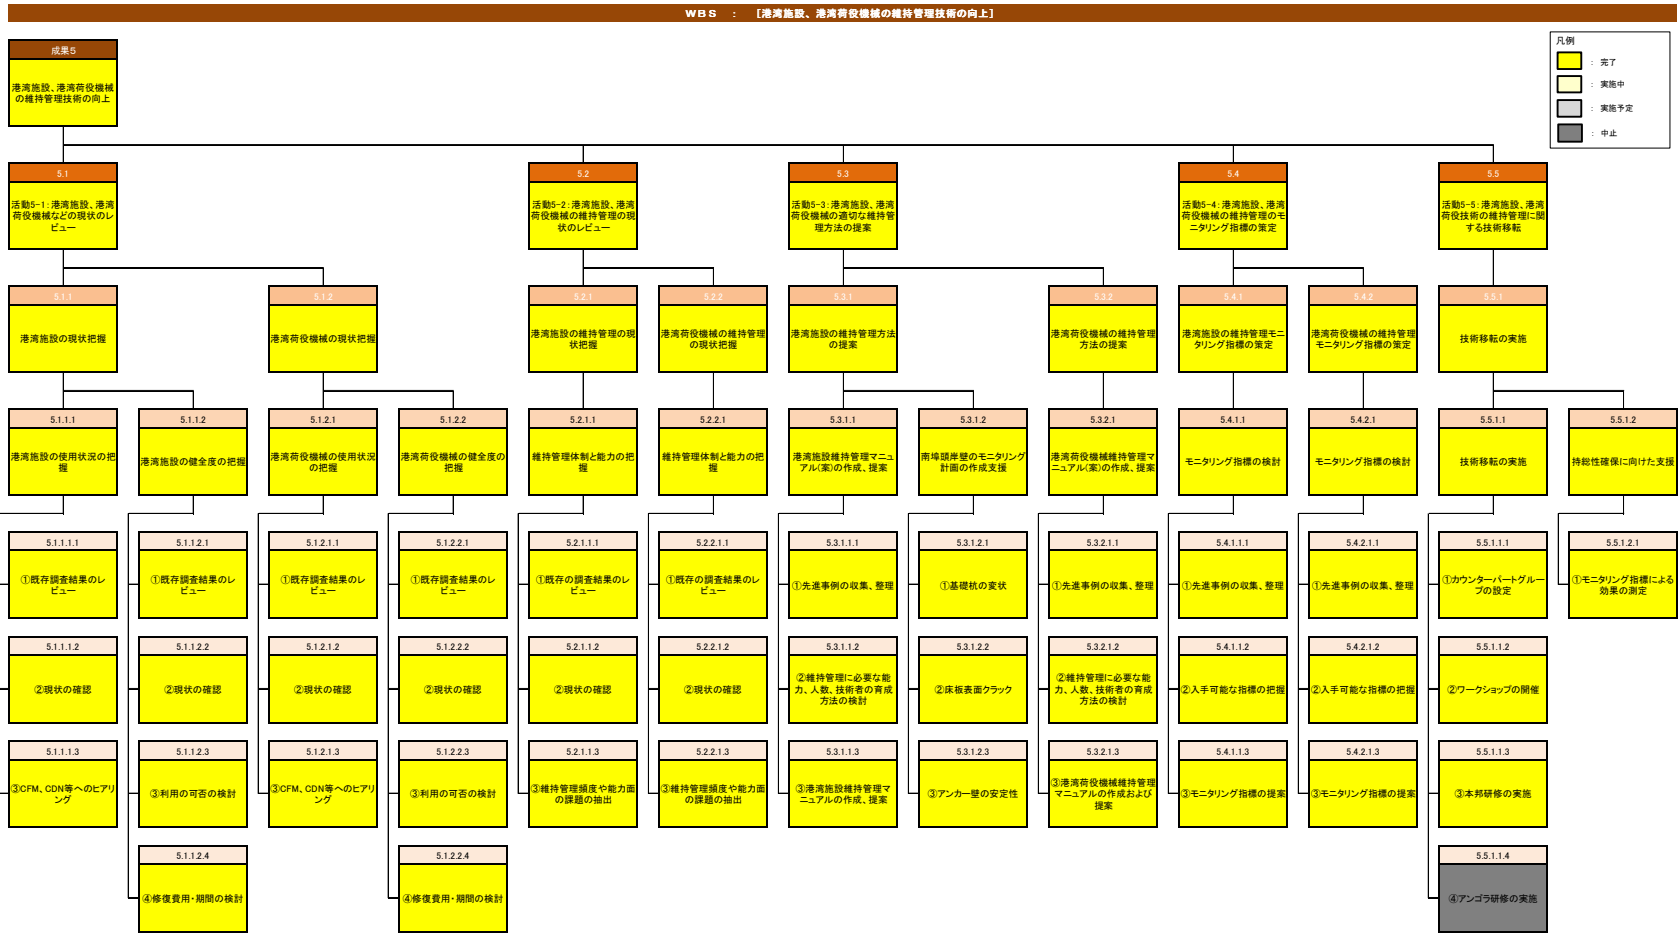 WBS ： [港湾施設、港湾荷役機械の維持管理技術の向上]
凡例
： 完了
： 実施中
： 実施予定
： 中止
成果5
港湾施設、港湾荷役機械
の維持管理技術の向上
5.1
活動5-1：港湾施設、港湾
荷役機械などの現状のレ
ビュー
5.2
活動5-2：港湾施設、港湾
荷役機械の維持管理の現
状のレビュー
5.3
活動5-3：港湾施設、港湾
荷役機械の適切な維持管
理方法の提案
5.4
活動5-4：港湾施設、港湾
荷役機械の維持管理のモ
ニタリング指標の策定
5.5
活動5-5：港湾施設、港湾
荷役技術の維持管理に関
する技術移転
5.1.1
港湾施設の現状把握
5.1.2
港湾荷役機械の現状把握
5.2.1
港湾施設の維持管理の現
状把握
5.2.2
港湾荷役機械の維持管理
の現状把握
5.3.1
港湾施設の維持管理方法
の提案
5.3.2
港湾荷役機械の維持管理
方法の提案
5.4.1
港湾施設の維持管理モニ
タリング指標の策定
5.4.2
港湾荷役機械の維持管理
モニタリング指標の策定
5.5.1
技術移転の実施
5.1.1.1
港湾施設の使用状況の把
握
5.1.1.2
港湾施設の健全度の把握
5.1.2.1
港湾荷役機械の使用状況
の把握
5.1.2.2
港湾荷役機械の健全度の
把握
5.2.1.1
維持管理体制と能力の把
握
5.2.2.1
維持管理体制と能力の把
握
5.3.1.1
港湾施設維持管理マニュ
アル(案)の作成、提案
5.3.1.2
南埠頭岸壁のモニタリング
計画の作成支援
5.3.2.1
港湾荷役機械維持管理マ
ニュアル(案)の作成、提案
5.4.1.1
モニタリング指標の検討
5.4.2.1
モニタリング指標の検討
5.5.1.1
技術移転の実施
5.5.1.2
持続性確保に向けた支援
5.1.1.1.1
①既存調査結果のレ
ビュー
5.1.1.2.1
①既存調査結果のレ
ビュー
5.1.2.1.1
①既存調査結果のレ
ビュー
5.1.2.2.1
①既存調査結果のレ
ビュー
5.2.1.1.1
①既存の調査結果のレ
ビュー
5.2.2.1.1
①既存の調査結果のレ
ビュー
5.3.1.1.1
①先進事例の収集、整理
5.3.1.2.1
①基礎杭の変状
5.3.2.1.1
①先進事例の収集、整理
5.4.1.1.1
①先進事例の収集、整理
5.4.2.1.1
①先進事例の収集、整理
5.5.1.1.1
①カウンターパートグルー
プの設定
5.5.1.2.1
①モニタリング指標による
効果の測定
5.1.1.1.2
②現状の確認
5.1.1.2.2
②現状の確認
5.1.2.1.2
②現状の確認
5.1.2.2.2
②現状の確認
5.2.1.1.2
②現状の確認
5.2.2.1.2
②現状の確認
5.3.1.1.2
②維持管理に必要な能
力、人数、技術者の育成
方法の検討
5.3.1.2.2
②床板表面クラック
5.3.2.1.2
②維持管理に必要な能
力、人数、技術者の育成
方法の検討
5.4.1.1.2
②入手可能な指標の把握
5.4.2.1.2
②入手可能な指標の把握
5.5.1.1.2
②ワークショップの開催
5.1.1.1.3
③CFM、CDN等へのヒアリ
ング
5.1.1.2.3
③利用の可否の検討
5.1.2.1.3
③CFM、CDN等へのヒアリ
ング
5.1.2.2.3
③利用の可否の検討
5.2.1.1.3
③維持管理頻度や能力面
の課題の抽出
5.2.2.1.3
③維持管理頻度や能力面
の課題の抽出
5.3.1.1.3
③港湾施設維持管理マ
ニュアルの作成、提案
5.3.1.2.3
③アンカー壁の安定性
5.3.2.1.3
③港湾荷役機械維持管理
マニュアルの作成および
提案
5.4.1.1.3
③モニタリング指標の提案
5.4.2.1.3
③モニタリング指標の提案
5.5.1.1.3
③本邦研修の実施
5.1.1.2.4
④修復費用・期間の検討
5.1.2.2.4
④修復費用・期間の検討
5.5.1.1.4
④アンゴラ研修の実施